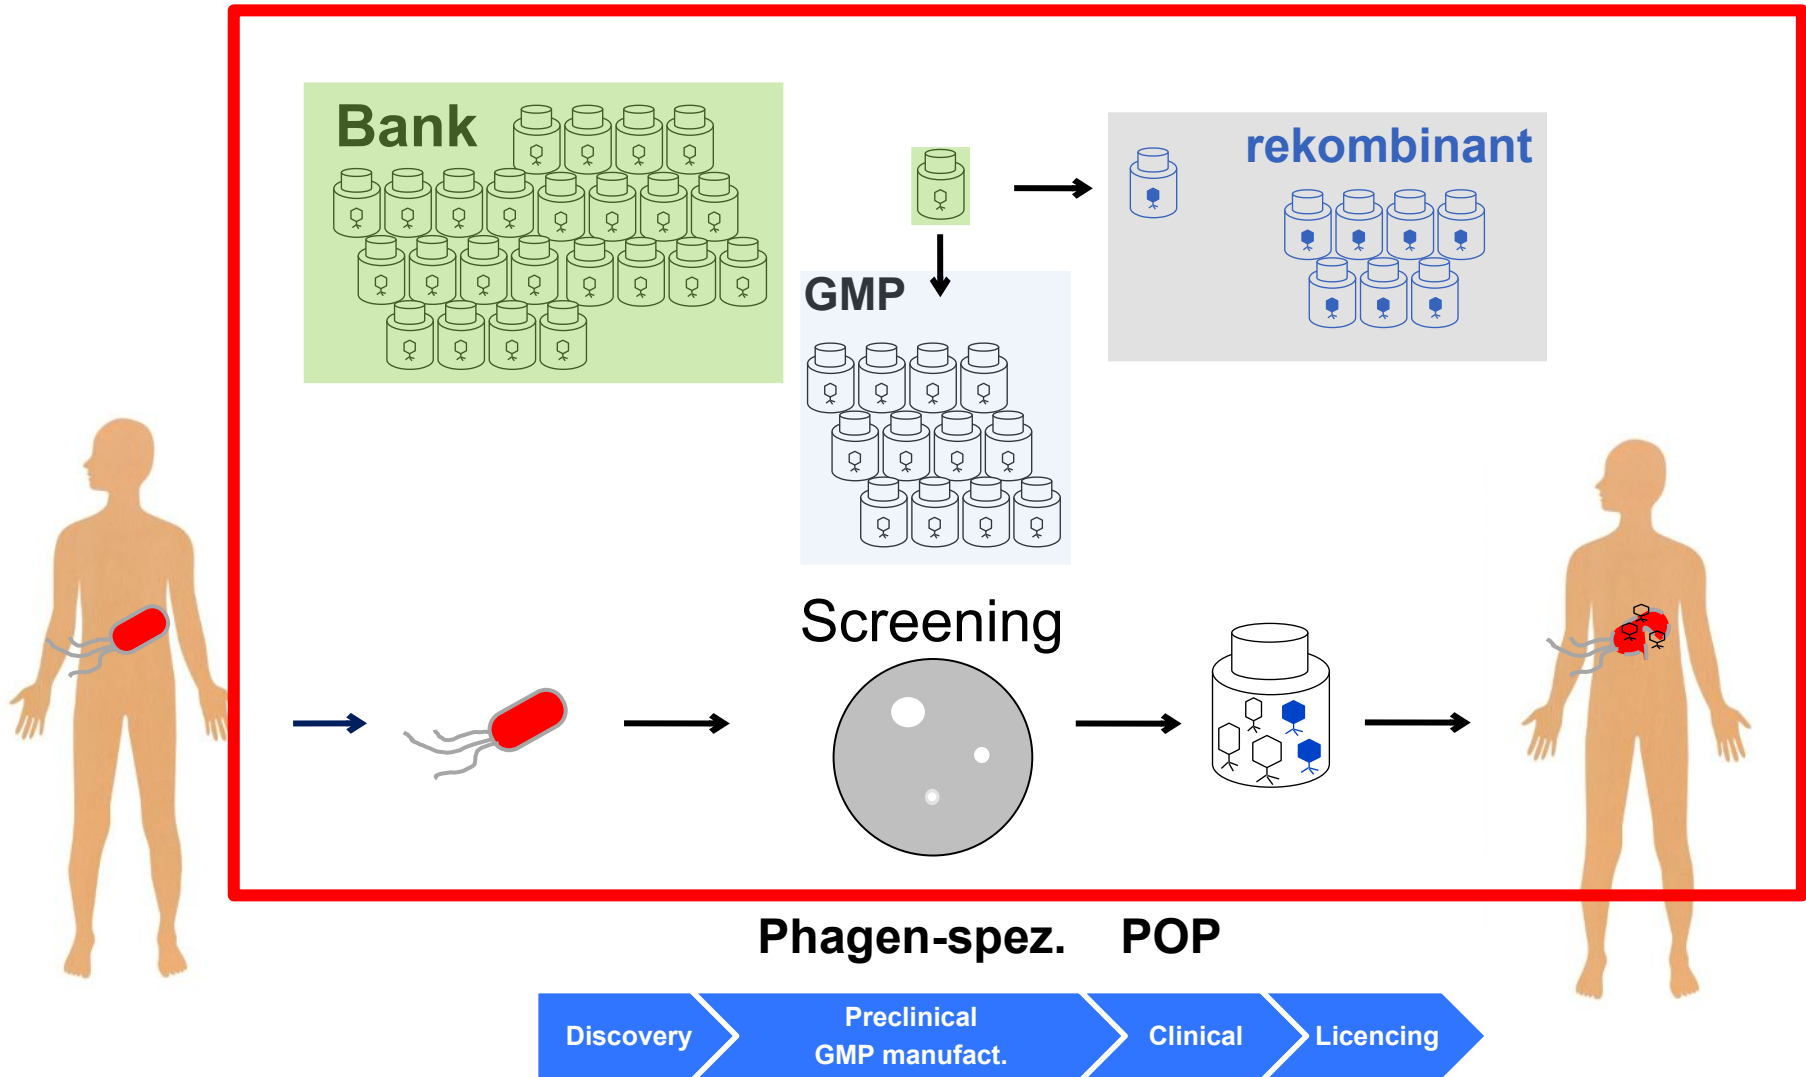 Bank
rekombinant
GMP
Screening
Phagen-spez. POP
Discovery
Preclinical
GMP manufact.
Clinical
Licencing